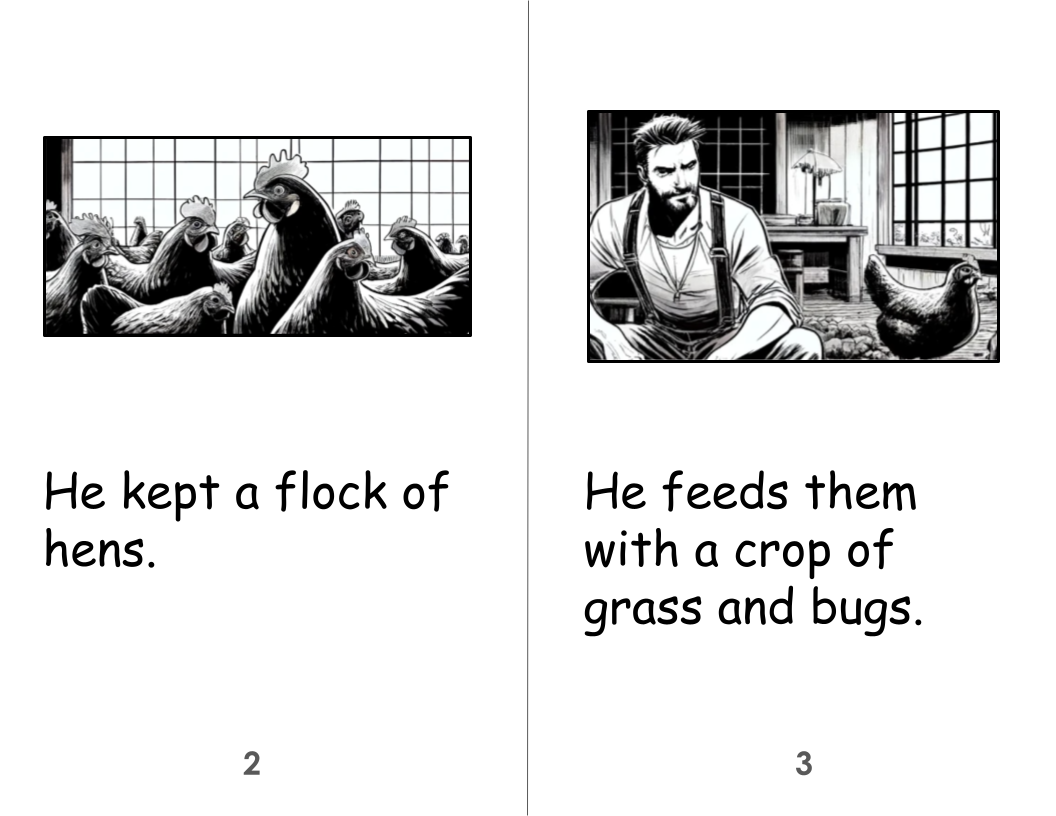 He kept a flock of
hens.
2
He feeds them
with a crop of
grass and bugs.
3